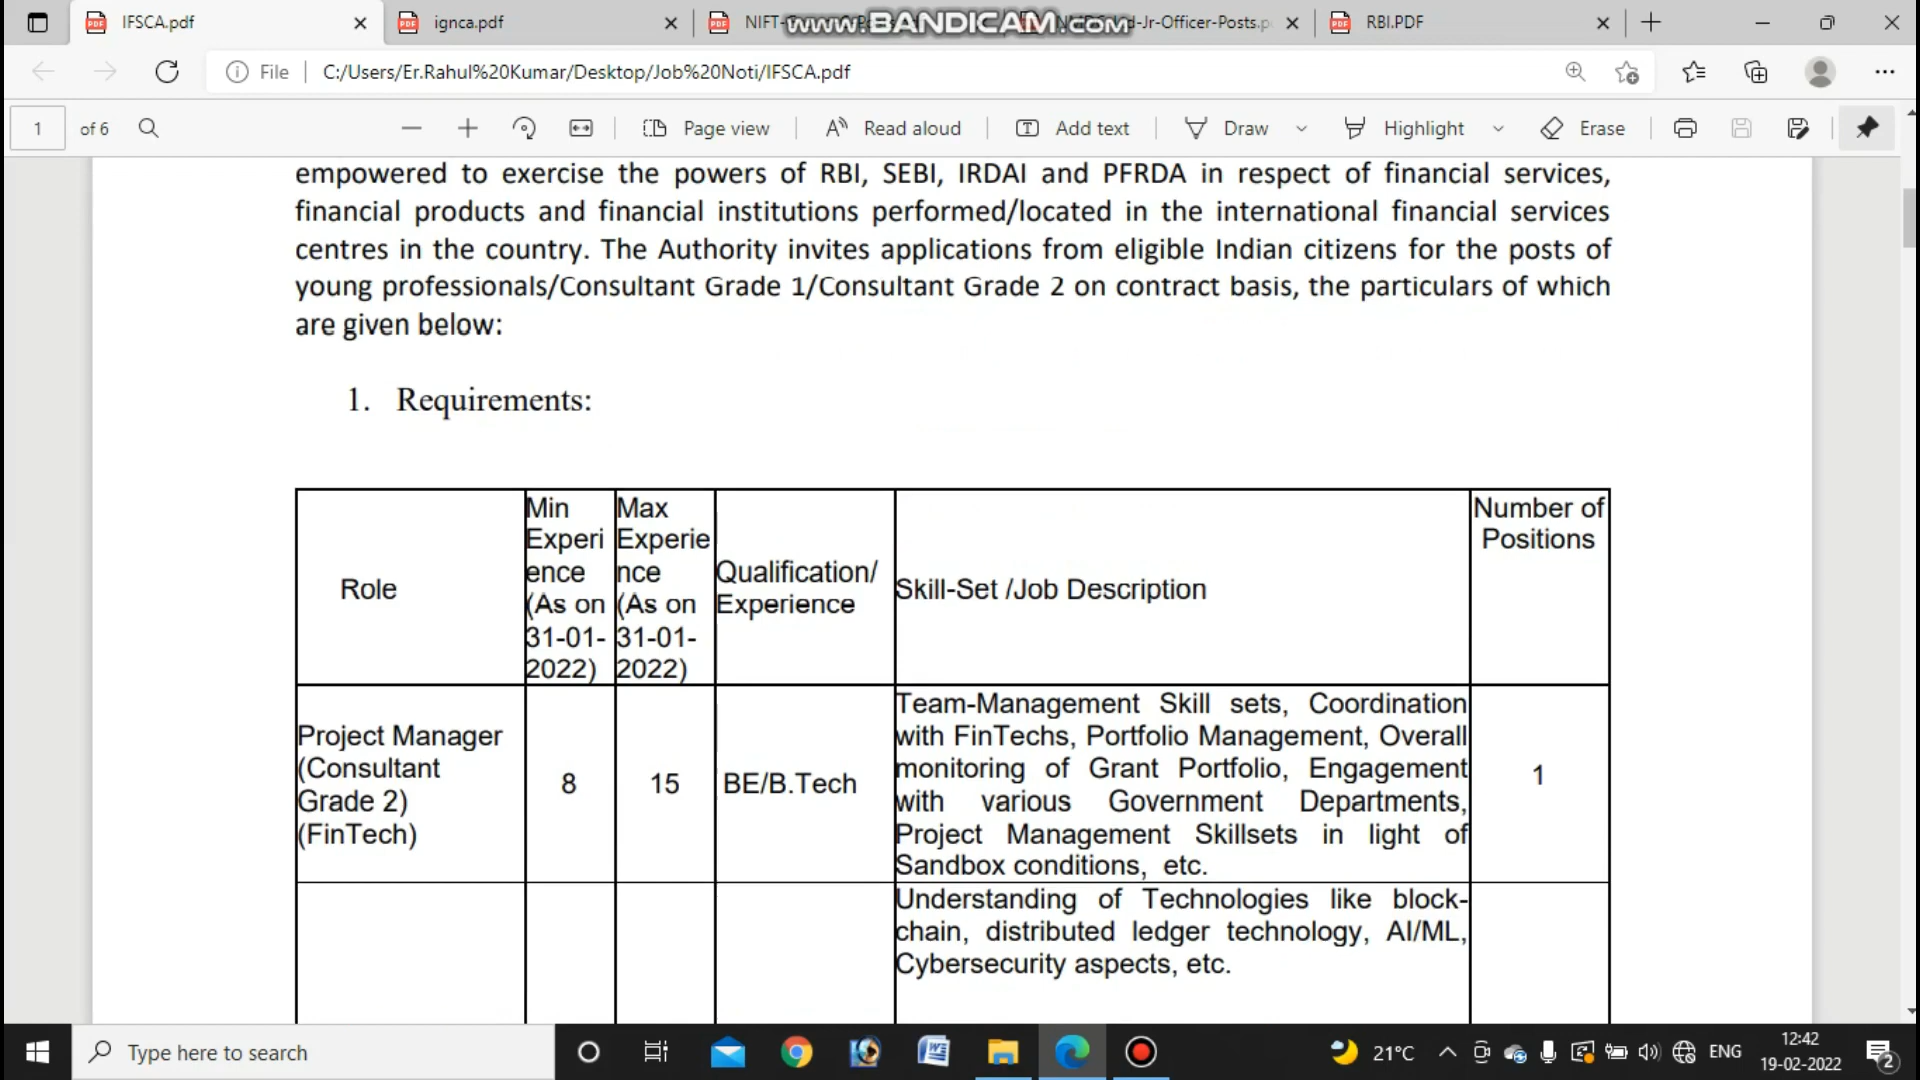 IFSCA.pdf
ignca.pdf
NIFT-
www.BANDICAM.com
-Jr-Officer-Posts.p
RBI.PDF
File
C:/Users/Er.Rahul%20Kumar/Desktop/Job%20Noti/IFSCA.pdf
1
of 6
Page view
Read aloud
Add text
Draw
Highlight
Erase
empowered to exercise the powers of RBI, SEBI, IRDAI and PFRDA in respect of financial services,
financial products and financial institutions performed/located in the international financial services
centres in the country. The Authority invites applications from eligible Indian citizens for the posts of
young professionals/Consultant Grade 1/Consultant Grade 2 on contract basis, the particulars of which
are given below:
1. Requirements:
Role
Min
Experi
ence
(As on
31-01-
2022)
Max
Experie
nce
(As on
31-01-
2022)
Qualification/
Experience
Skill-Set /Job Description
Number of
Positions
Project Manager
(Consultant
Grade 2)
(FinTech)
8
15
BE/B.Tech
Team-Management Skill sets, Coordination
with FinTechs, Portfolio Management, Overall
monitoring of Grant Portfolio, Engagement
with various Government Departments,
Project Management Skillsets in light of
Sandbox conditions, etc.
1
Understanding of Technologies like block-
chain, distributed ledger technology, AI/ML,
Cybersecurity aspects, etc.
Type here to search
21°C
ENG
12:42
19-02-2022
2